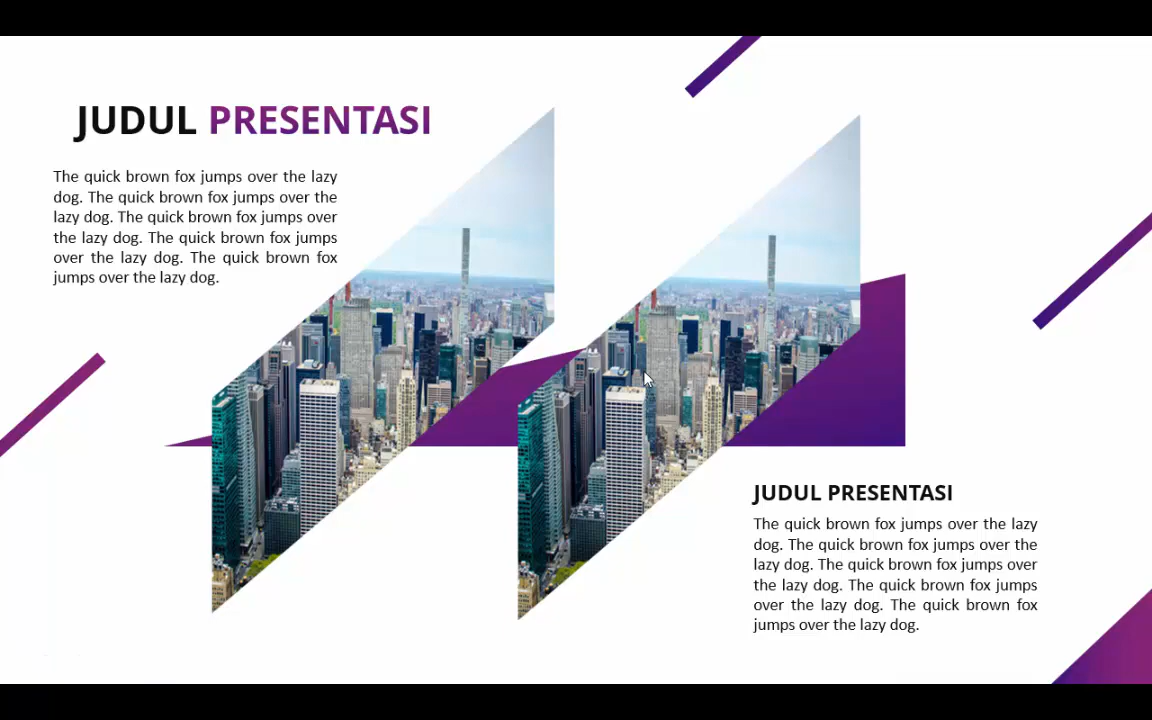 JUDUL PRESENTASI
The quick brown fox jumps over the lazy
dog. The quick brown fox jumps over the
lazy dog. The quick brown fox jumps over
the lazy dog. The quick brown fox jumps
over the lazy dog. The quick brown fox
jumps over the lazy dog.
JUDUL PRESENTASI
The quick brown fox jumps over the lazy
dog. The quick brown fox jumps over the
lazy dog. The quick brown fox jumps over
the lazy dog. The quick brown fox jumps
over the lazy dog. The quick brown fox
jumps over the lazy dog.